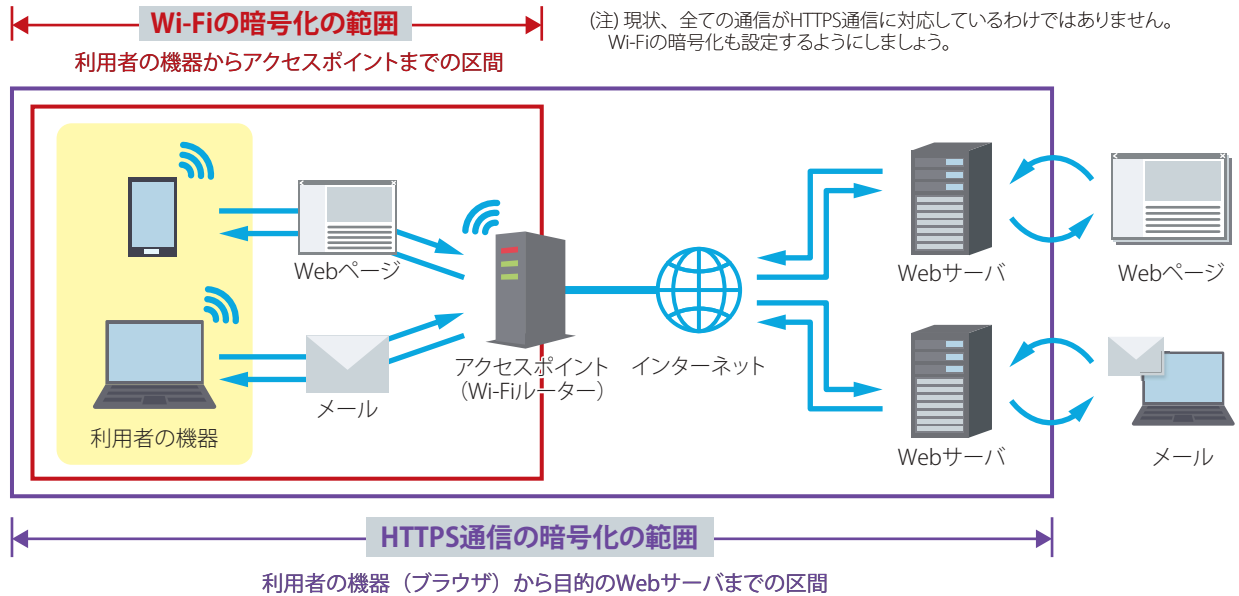 Wi-Fiの暗号化の範囲
利用者の機器からアクセスポイントまでの区間
(注) 現状、全ての通信がHTTPS通信に対応しているわけではありません。
Wi-Fiの暗号化も設定するようにしましょう。
Webページ
メール
利用者の機器
アクセスポイント
（Wi-Fiルーター）
インターネット
Webサーバ
Webページ
Webサーバ
メール
HTTPS通信の暗号化の範囲
利用者の機器（ブラウザ）から目的のWebサーバまでの区間